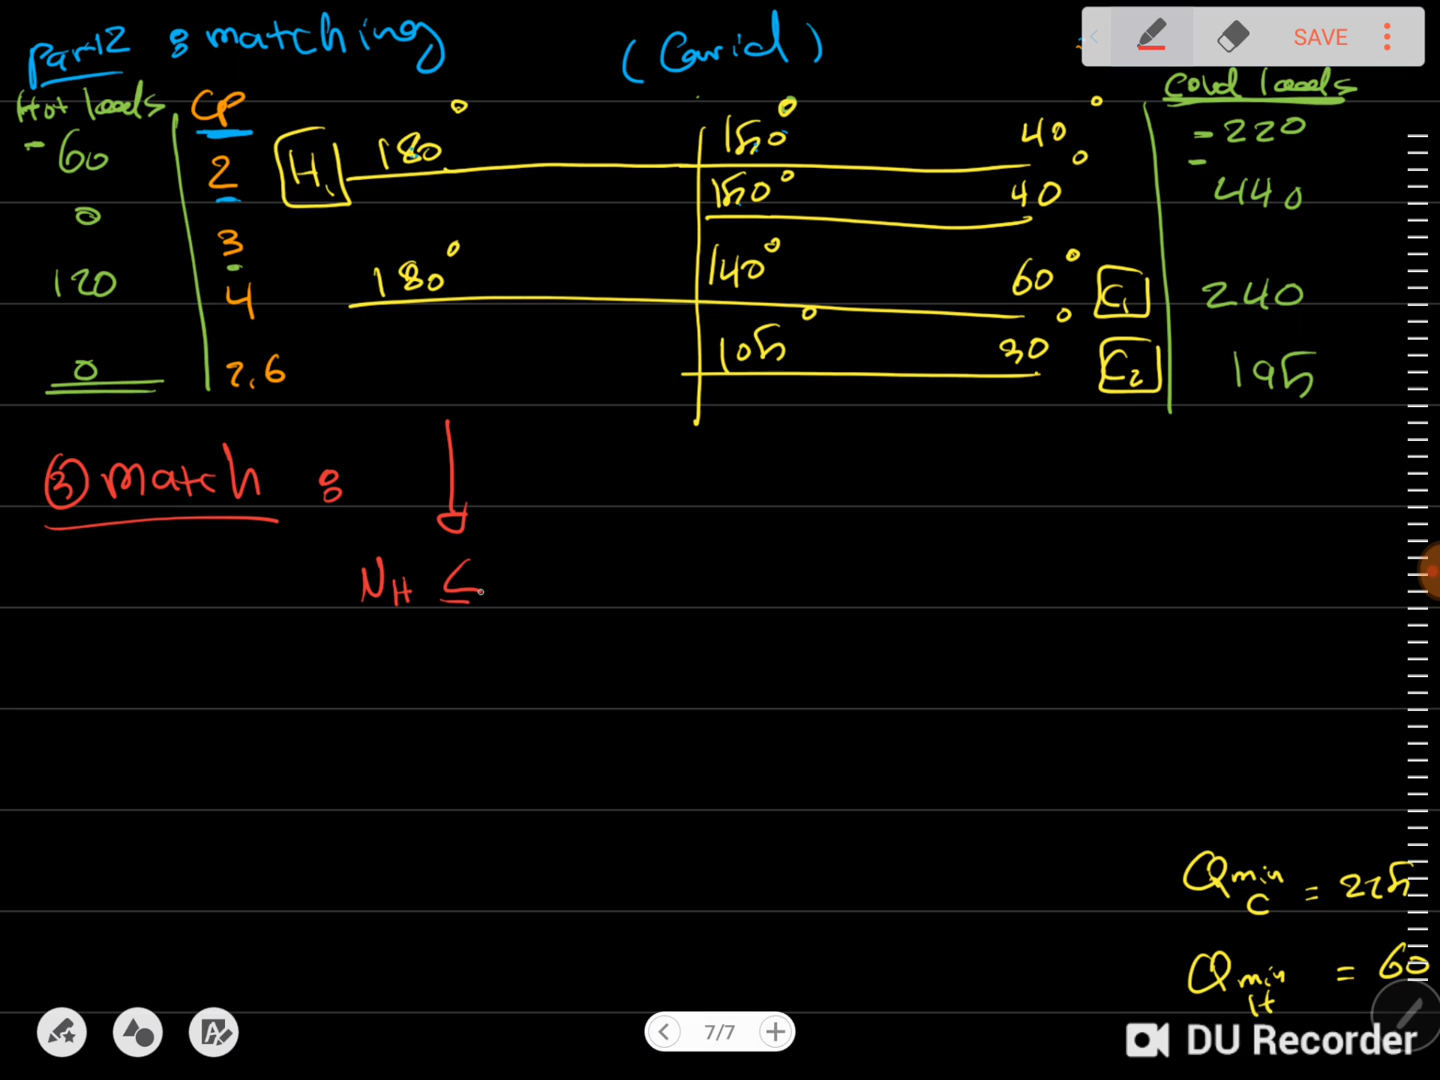 Part2 : matching (Gurid) SAVE
Hot loads CP Cold loads
-60 2 H1 180° 150° 40° -220
0 3 150° 40° -440
120 4 180° 140° 60° C1 240
0 2,6 105° 30 ° C2 195
③ match :
NH ≤
Qmin C = 225
Qmin H = 60
7/7
DU Recorder